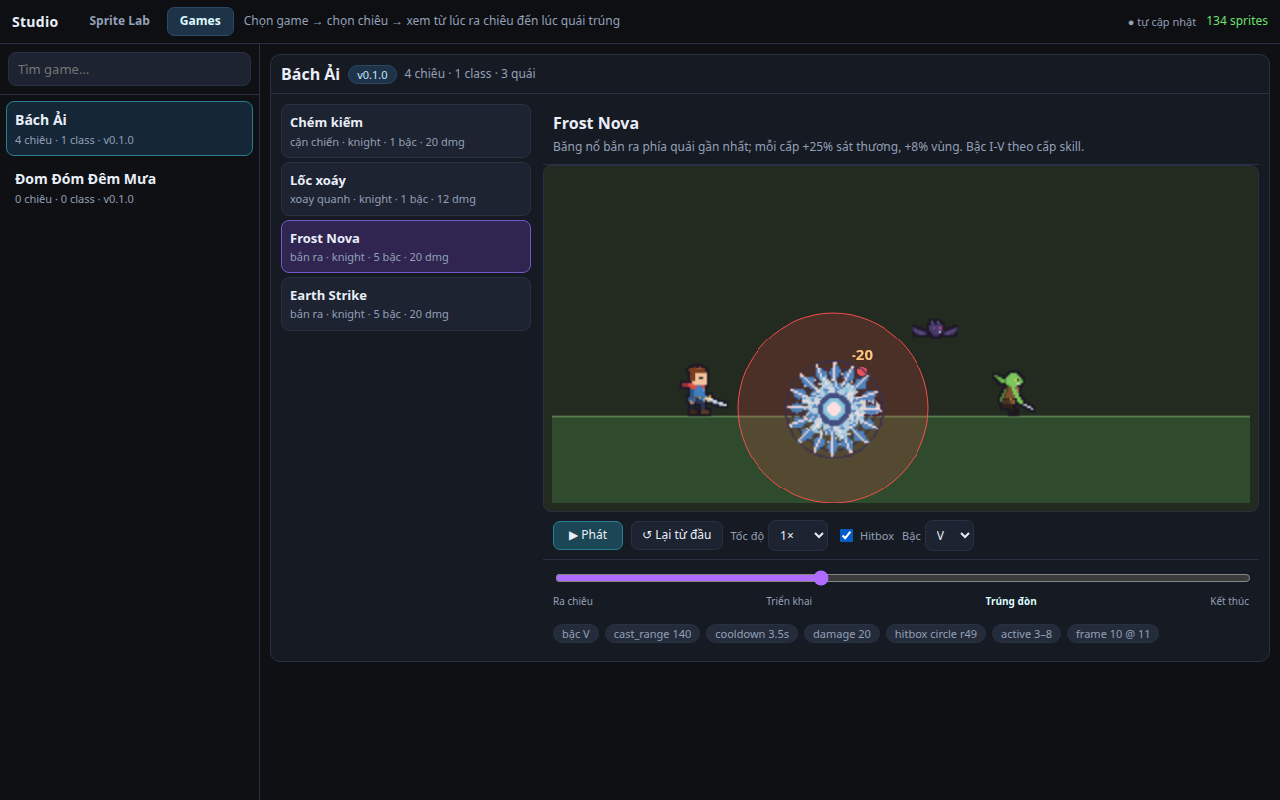 Studio
Sprite Lab
Games
Chọn game → chọn chiêu → xem từ lúc ra chiêu đến lúc quái trúng
● tự cập nhật
134 sprites
Tìm game...
Bách Ải
4 chiêu · 1 class · v0.1.0
Đom Đóm Đêm Mưa
0 chiêu · 0 class · v0.1.0
Bách Ải
v0.1.0
4 chiêu · 1 class · 3 quái
Chém kiếm
cận chiến · knight · 1 bậc · 20 dmg
Lốc xoáy
xoay quanh · knight · 1 bậc · 12 dmg
Frost Nova
bắn ra · knight · 5 bậc · 20 dmg
Earth Strike
bắn ra · knight · 5 bậc · 20 dmg
Frost Nova
Băng nổ bắn ra phía quái gần nhất; mỗi cấp +25% sát thương, +8% vùng. Bậc I-V theo cấp skill.
-20
▶ Phát
↺ Lại từ đầu
Tốc độ
1×
Hitbox
Bậc
V
Ra chiêu
Triển khai
Trúng đòn
Kết thúc
bậc V
cast_range 140
cooldown 3.5s
damage 20
hitbox circle r49
active 3–8
frame 10 @ 11